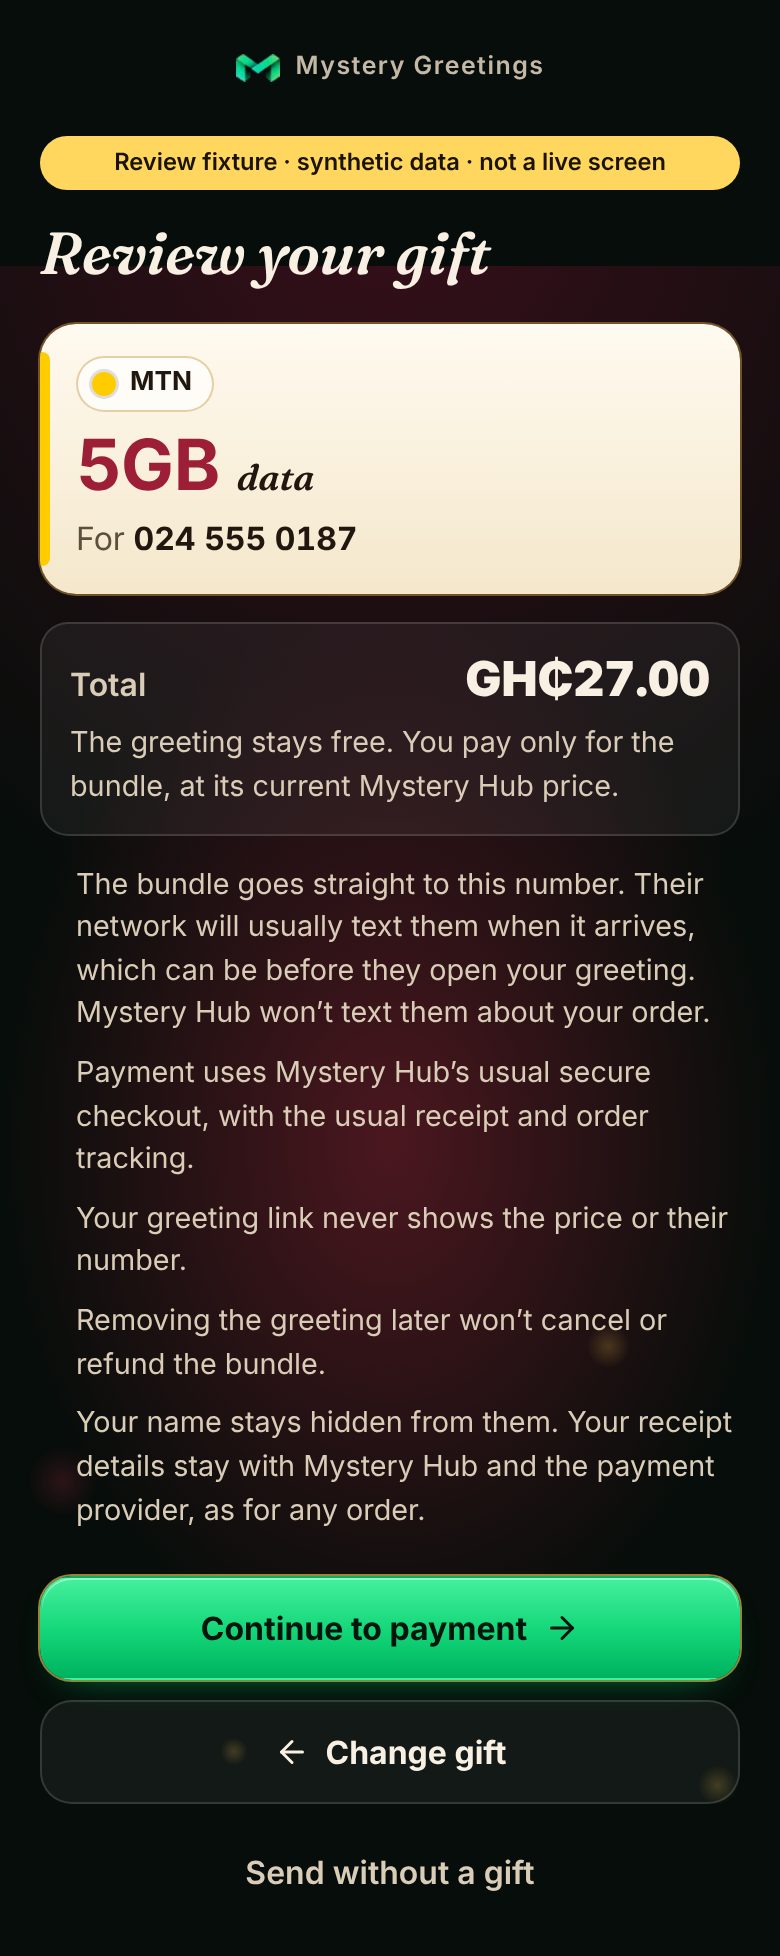 Mystery Greetings
Review fixture · synthetic data · not a live screen
Review your gift
MTN
5GB data
For 024 555 0187
Total GH₵27.00
The greeting stays free. You pay only for the
bundle, at its current Mystery Hub price.
The bundle goes straight to this number. Their
network will usually text them when it arrives,
which can be before they open your greeting.
Mystery Hub won’t text them about your order.
Payment uses Mystery Hub’s usual secure
checkout, with the usual receipt and order
tracking.
Your greeting link never shows the price or their
number.
Removing the greeting later won’t cancel or
refund the bundle.
Your name stays hidden from them. Your receipt
details stay with Mystery Hub and the payment
provider, as for any order.
Continue to payment →
← Change gift
Send without a gift